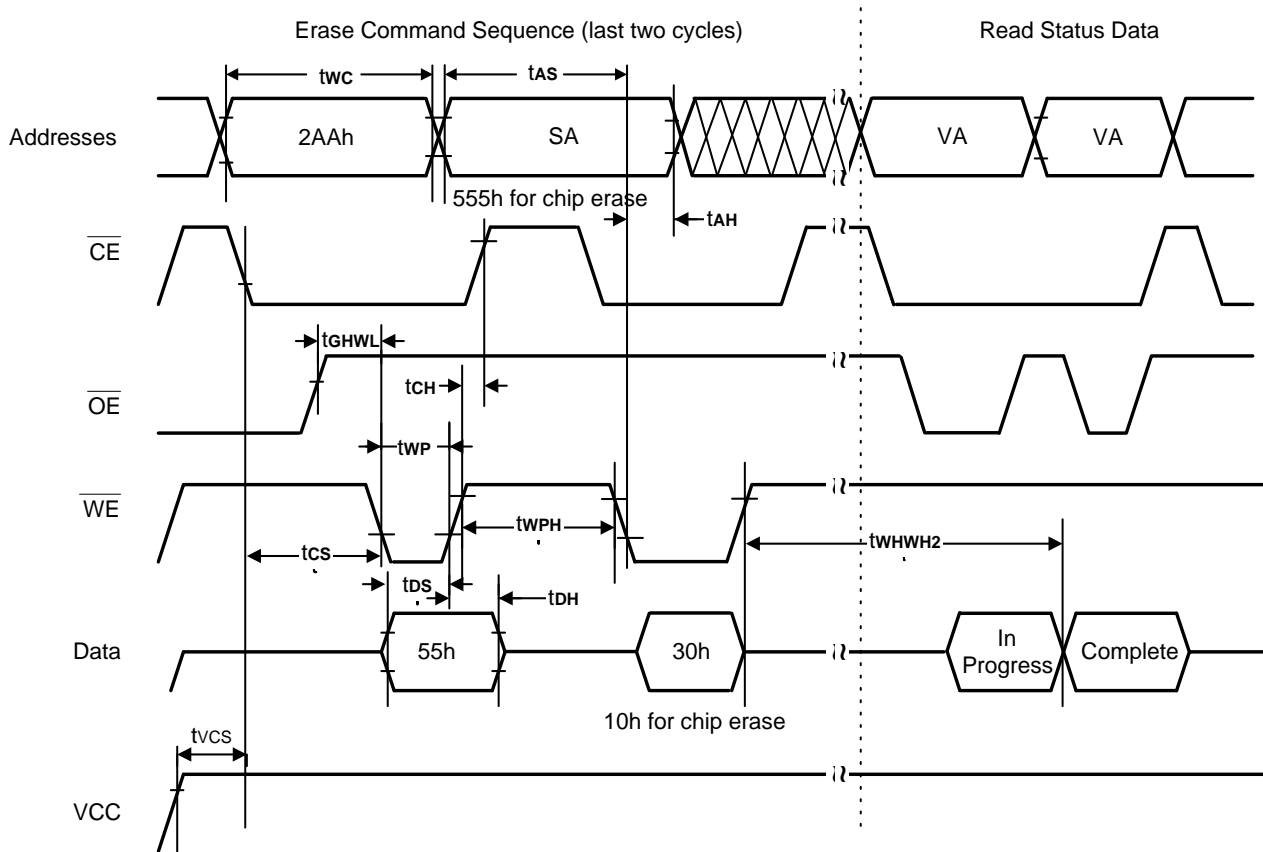 Erase Command Sequence (last two cycles)
Read Status Data
tWC
tAS
Addresses
2AAh
SA
VA
VA
555h for chip erase
tAH
CE
tGHWL
tCH
OE
tWP
WE
tWPH
tCS
tWHWH2
tDS
tDH
Data
55h
30h
In
Progress
Complete
10h for chip erase
tVCS
VCC